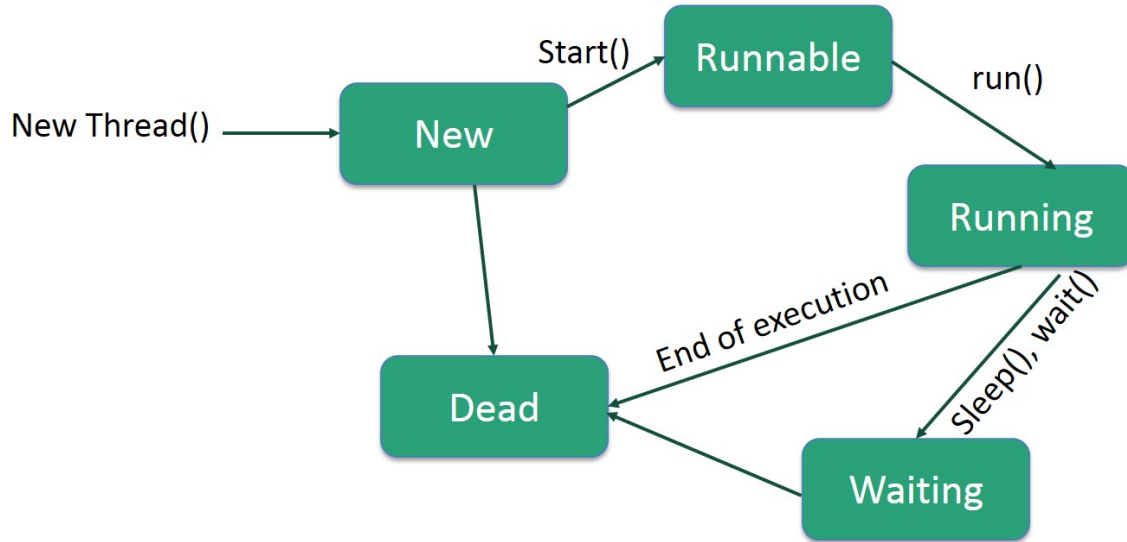 Start()
Runnable
run()
New Thread()
New
Running
End of execution
Sleep(), wait()
Dead
Waiting